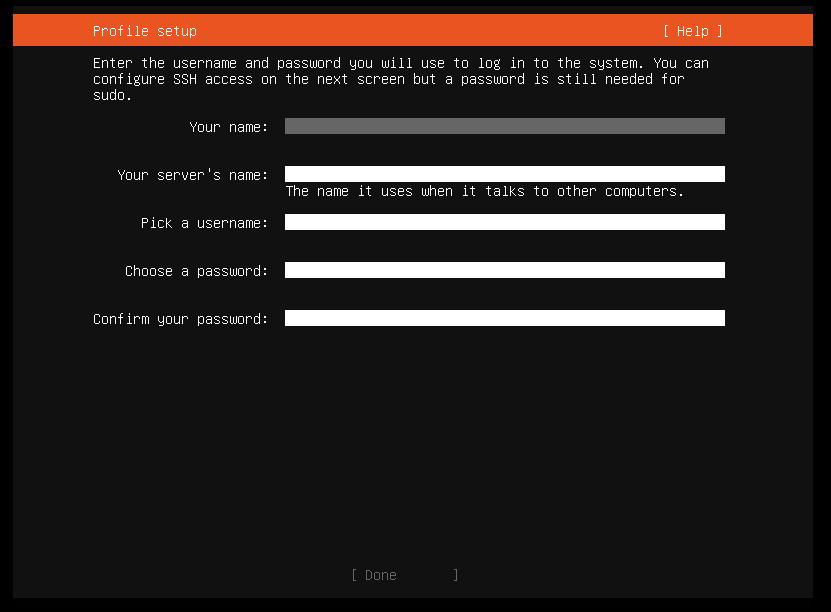 Profile setup [ Help ]
Enter the username and password you will use to log in to the system. You can
configure SSH access on the next screen but a password is still needed for
sudo.
Your name:
Your server's name:
The name it uses when it talks to other computers.
Pick a username:
Choose a password:
Confirm your password:
[ Done ]